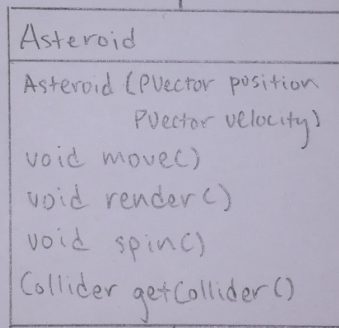 Asteroid
Asteroid (PVector position
PVector velocity)
void move()
void render()
void spin()
Collider getCollider()